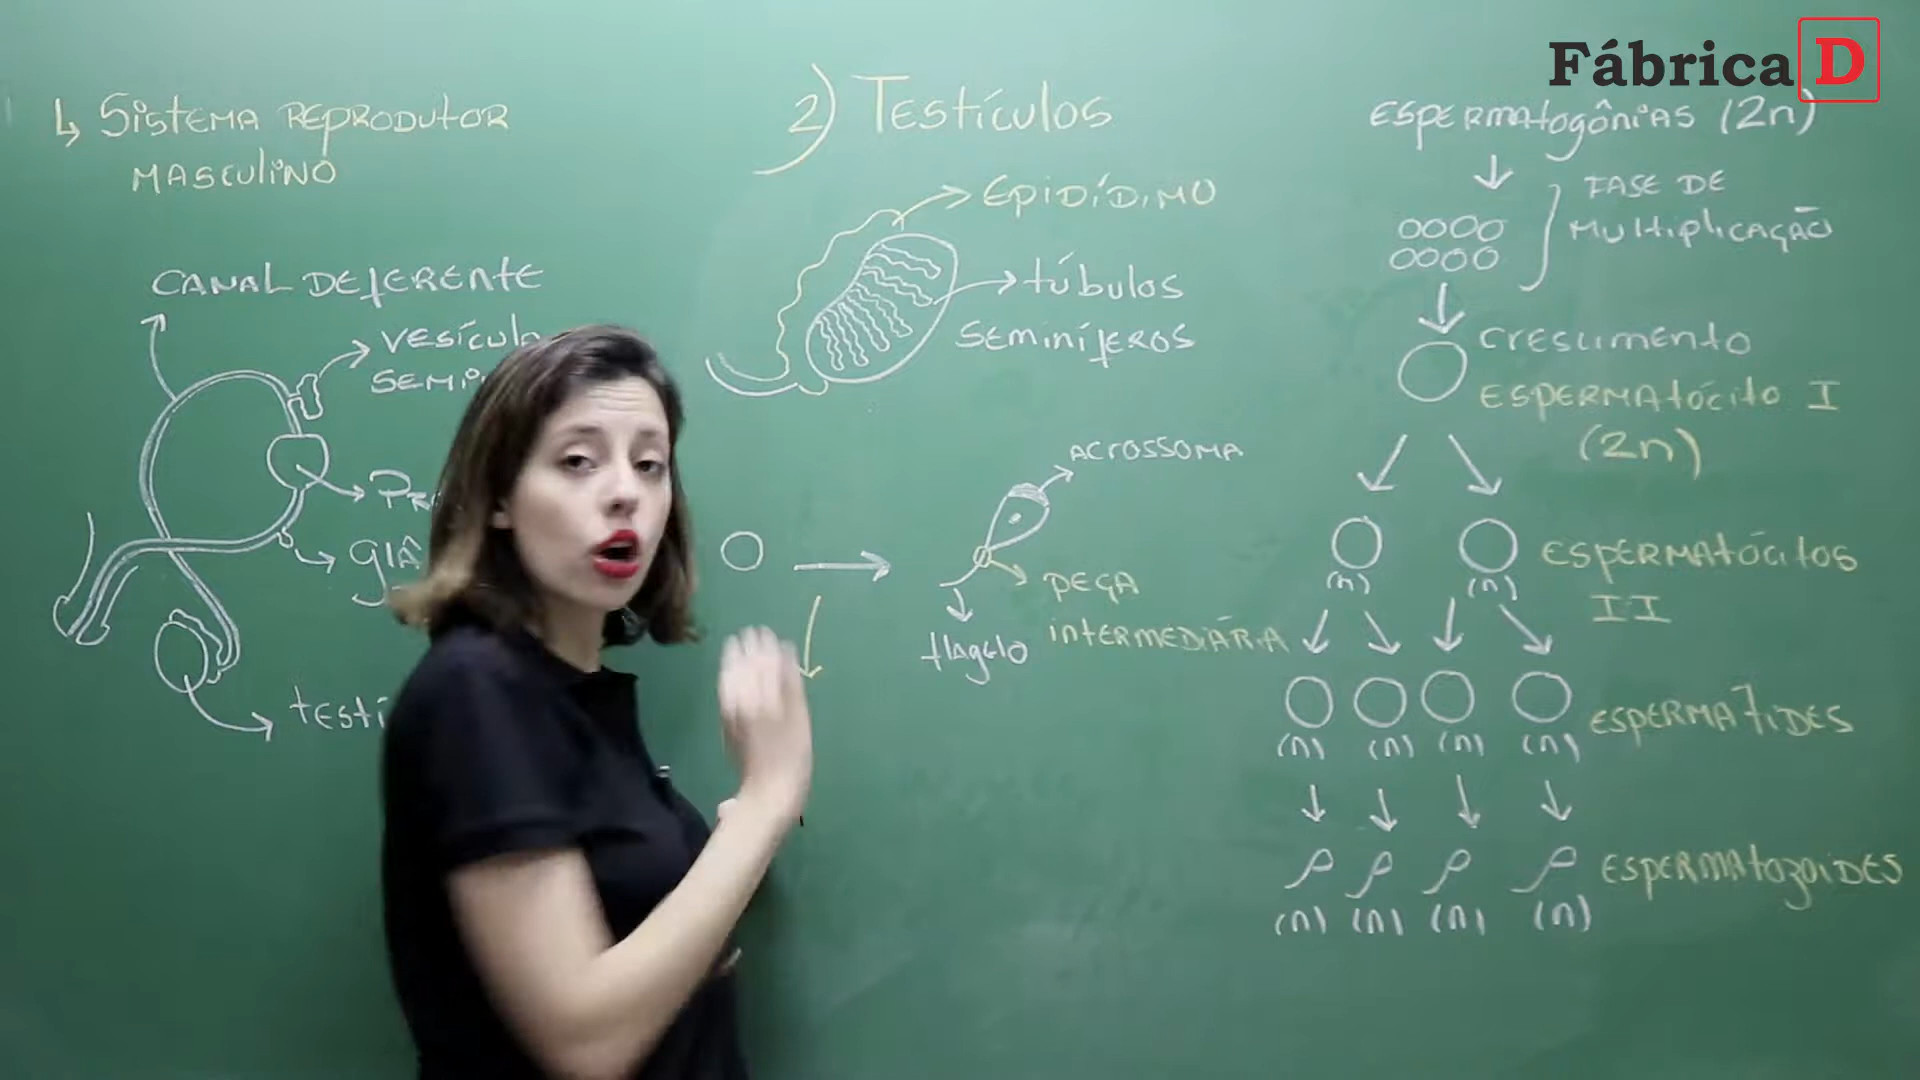 Fábrica D
↳ Sistema reprodutor
masculino
canal deferente
vesícula
testí
2) Testículos
Epidídimo
túbulos
seminíferos
acrossoma
peça
intermediária
flagelo
Espermatogônias (2n)
Fase de
multiplicação
crescimento
espermatócito I
(2n)
(n) (n)
espermatócitos
II
(n) (n) (n) (n)
espermátides
espermatozoides
(n) (n) (n) (n)